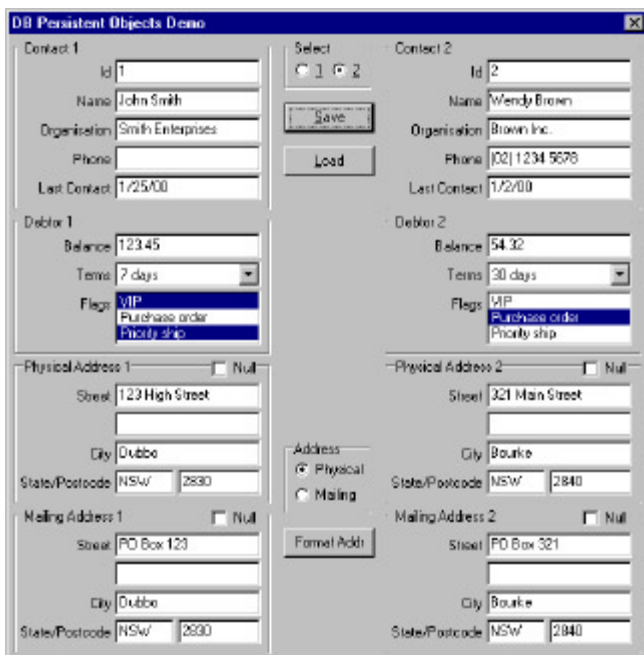 DB Persistent Objects Demo
Contact 1
Id 1
Name John Smith
Organisation Smith Enterprises
Phone
Last Contact 1/25/00
Debtor 1
Balance 123.45
Terms 7 days
Flags VIP
Purchase order
Priority ship
Physical Address 1 Null
Street 123 High Street
City Dubbo
State/Postcode NSW 2830
Mailing Address 1 Null
Street PO Box 123
City Dubbo
State/Postcode NSW 2830
Select
1 2
Save
Load
Address
Physical
Mailing
Format Addr
Contact 2
Id 2
Name Wendy Brown
Organisation Brown Inc.
Phone (02) 1234 5678
Last Contact 1/2/00
Debtor 2
Balance 54.32
Terms 30 days
Flags VIP
Purchase order
Priority ship
Physical Address 2 Null
Street 321 Main Street
City Bourke
State/Postcode NSW 2840
Mailing Address 2 Null
Street PO Box 321
City Bourke
State/Postcode NSW 2840